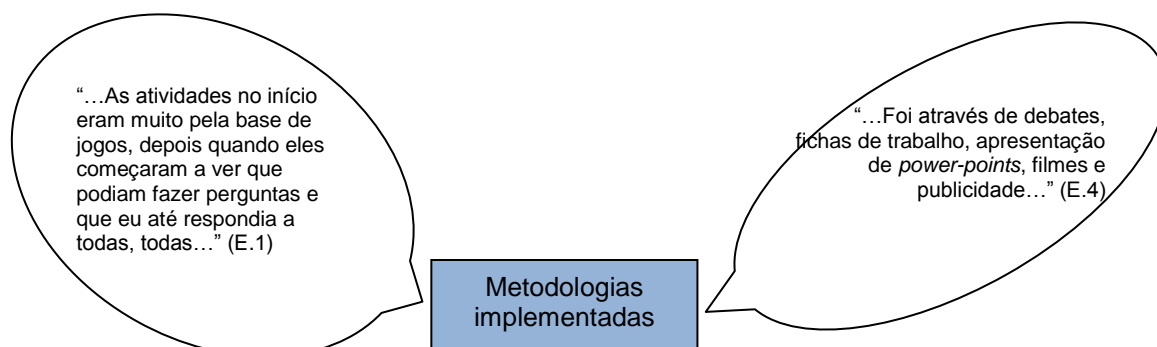 “…As atividades no início
eram muito pela base de
jogos, depois quando eles
começaram a ver que
podiam fazer perguntas e
que eu até respondia a
todas, todas…” (E.1)
“…Foi através de debates,
fichas de trabalho, apresentação
de power-points, filmes e
publicidade…” (E.4)
Metodologias
implementadas